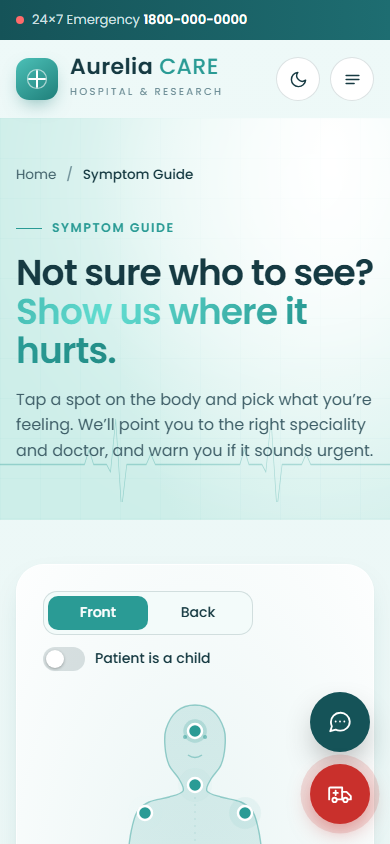 24×7 Emergency 1800-000-0000
Aurelia CARE
HOSPITAL & RESEARCH
Home / Symptom Guide
SYMPTOM GUIDE
Not sure who to see?
Show us where it
hurts.
Tap a spot on the body and pick what you're
feeling. We'll point you to the right speciality
and doctor, and warn you if it sounds urgent.
Front Back
Patient is a child